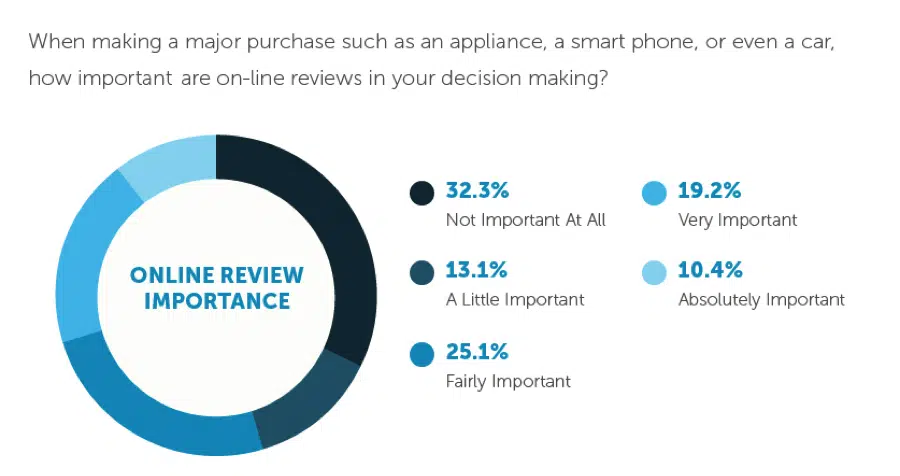 When making a major purchase such as an appliance, a smart phone, or even a car,
how important are on-line reviews in your decision making?
ONLINE REVIEW
IMPORTANCE
32.3%
Not Important At All
13.1%
A Little Important
25.1%
Fairly Important
19.2%
Very Important
10.4%
Absolutely Important